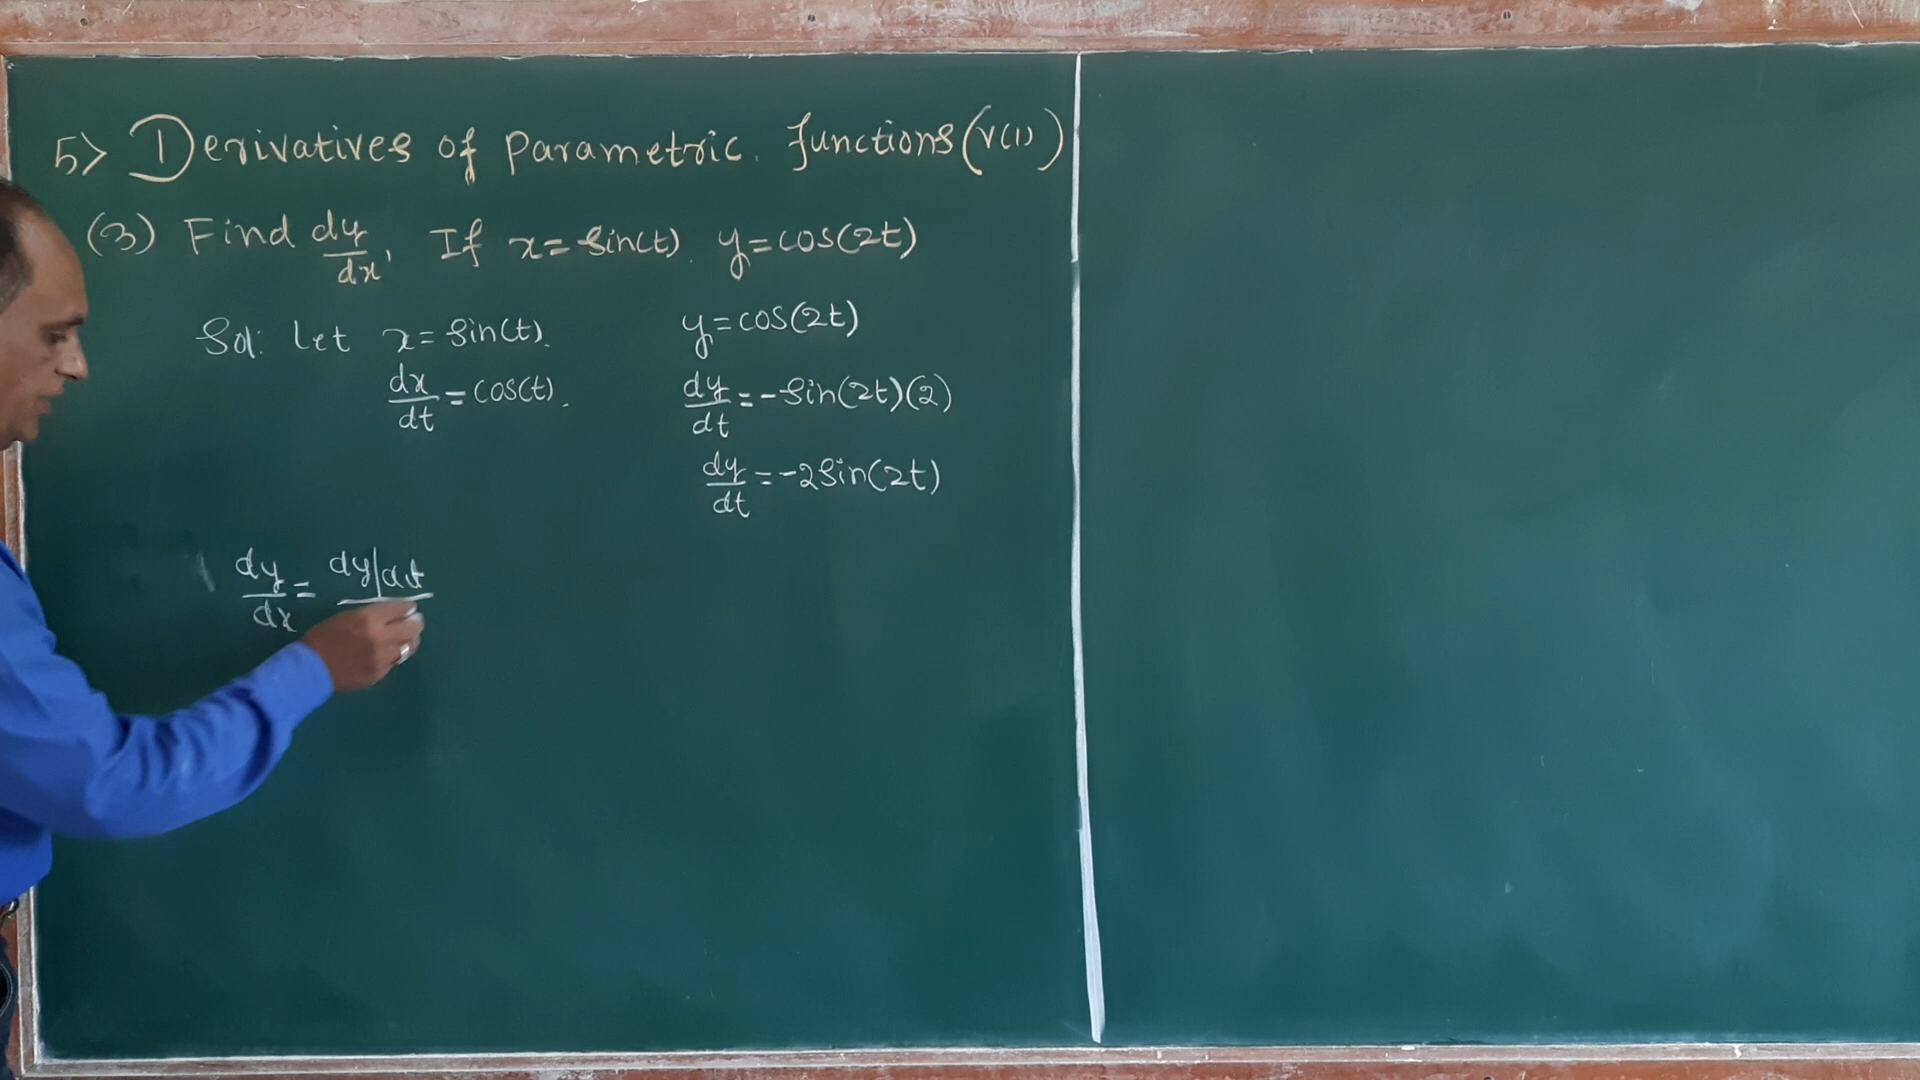 5> Derivatives of parametric functions (V(1)
(3) Find dy/dx, If x = sin(t) y = cos(2t)
Sol: Let x = sin(t). y = cos(2t)
dx/dt = cos(t). dy/dt = -sin(2t)(2)
dy/dt = -2sin(2t)
dy/dx = dy/dt